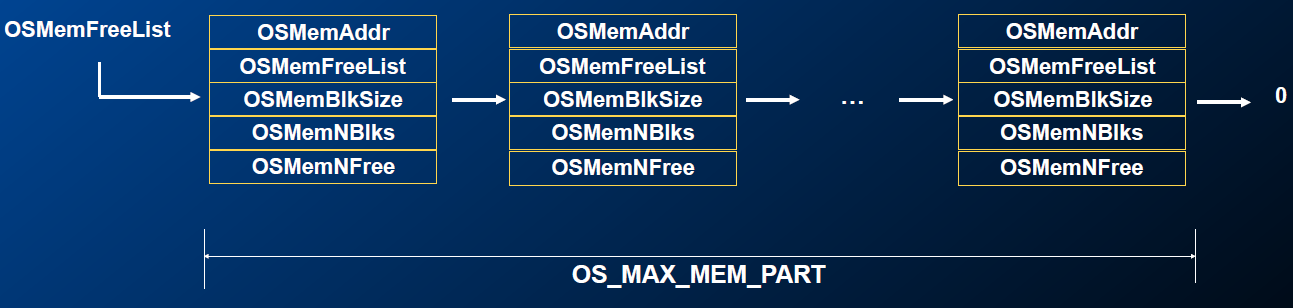 OSMemFreeList
OSMemAddr
OSMemFreeList
OSMemBlkSize
OSMemNBlks
OSMemNFree
OSMemAddr
OSMemFreeList
OSMemBlkSize
OSMemNBlks
OSMemNFree
...
OSMemAddr
OSMemFreeList
OSMemBlkSize
OSMemNBlks
OSMemNFree
0
OS_MAX_MEM_PART